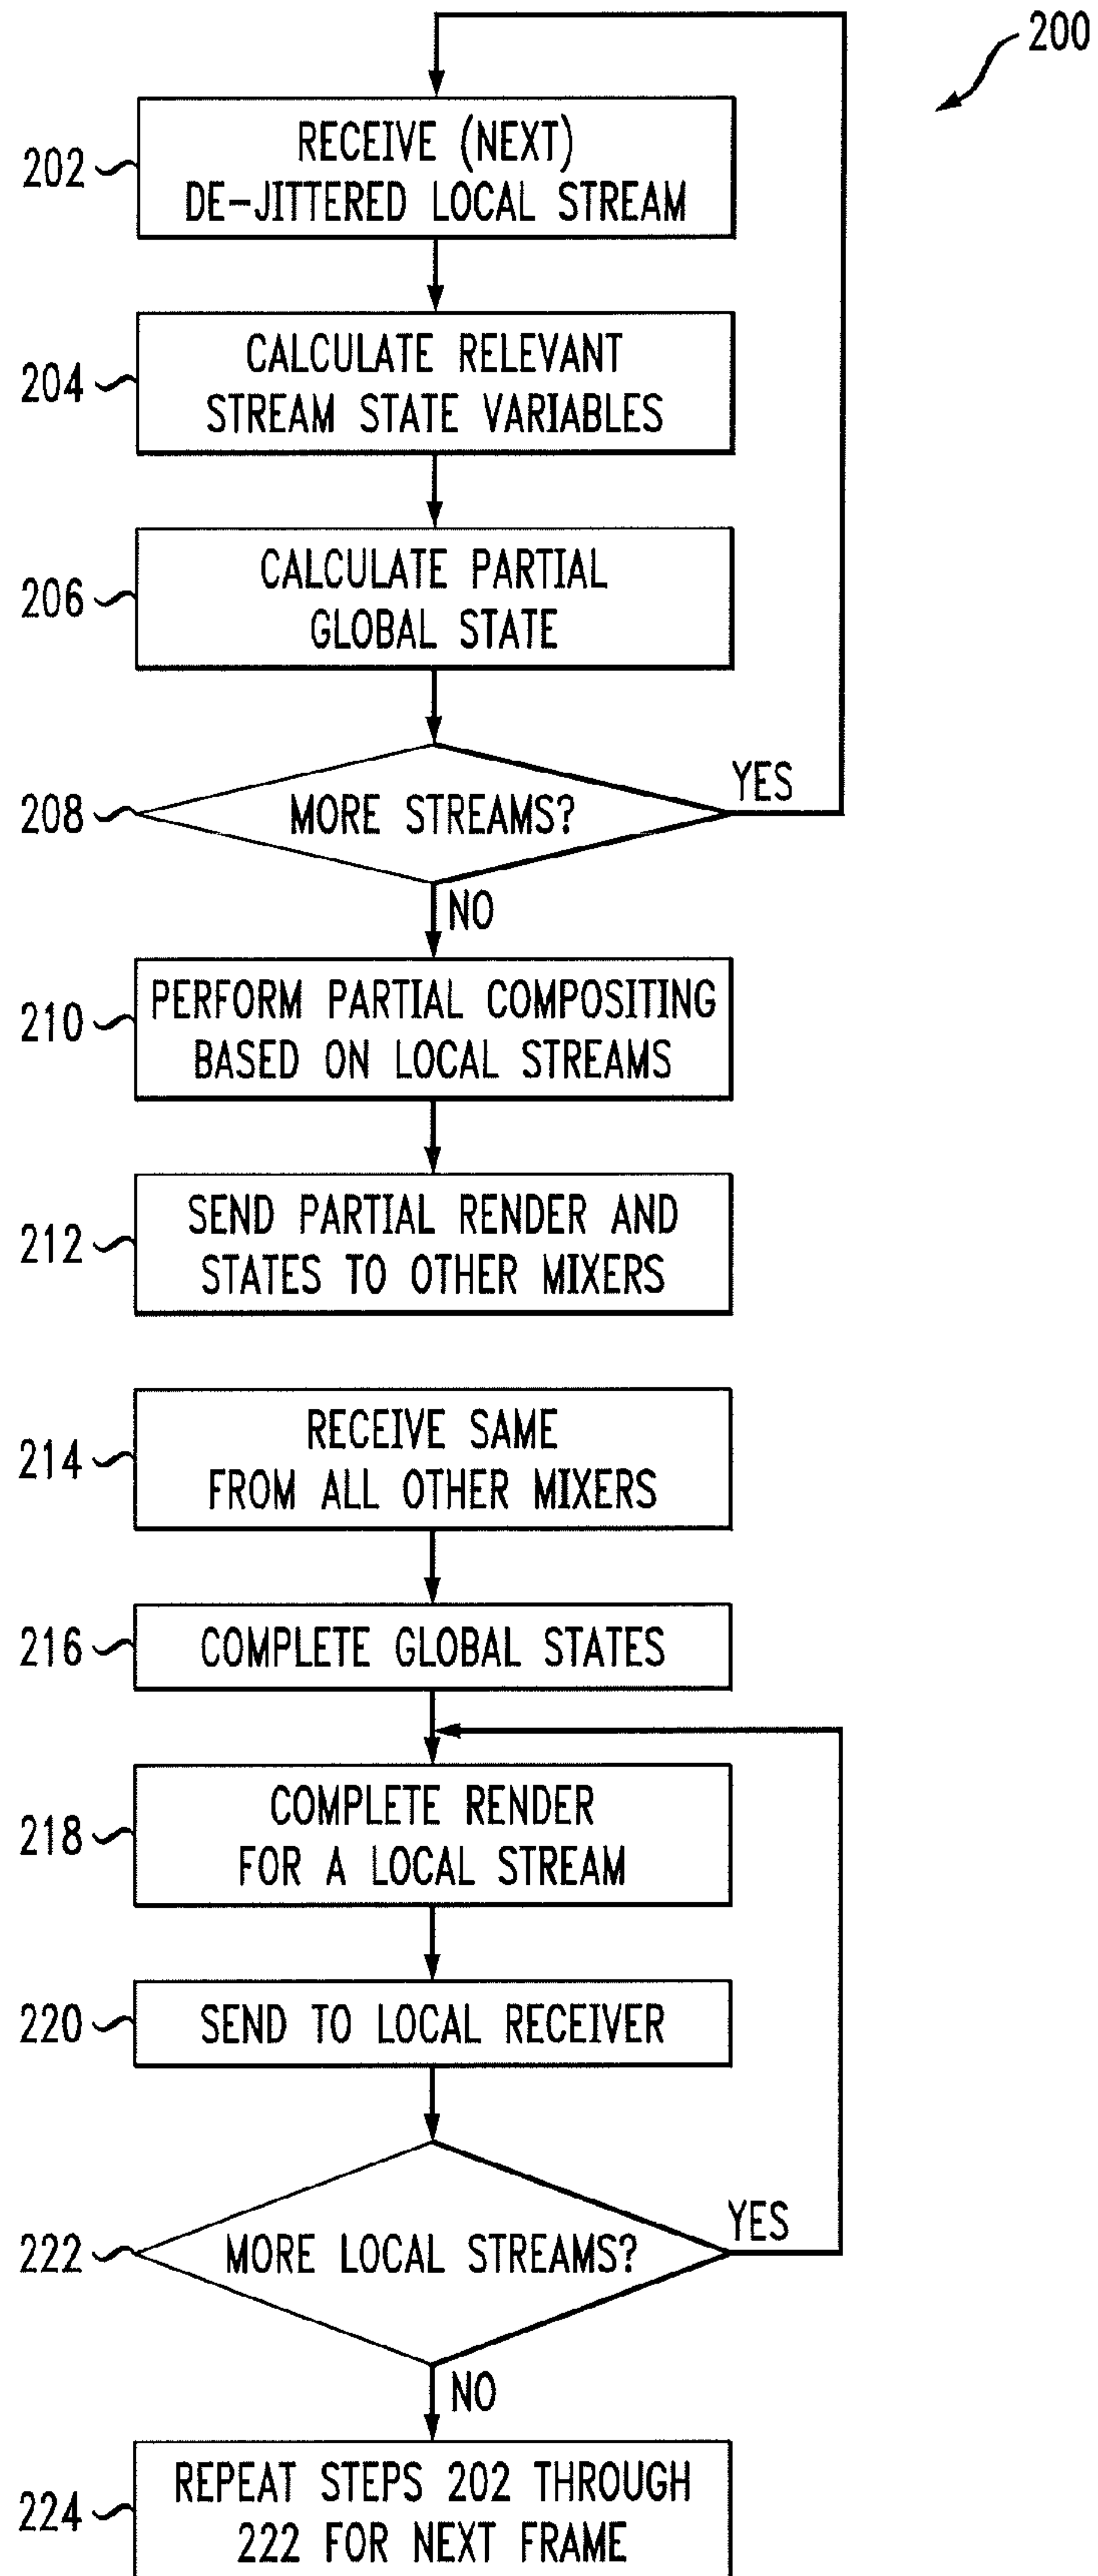 200
202
RECEIVE (NEXT)
DE-JITTERED LOCAL STREAM
204
CALCULATE RELEVANT
STREAM STATE VARIABLES
206
CALCULATE PARTIAL
GLOBAL STATE
208
MORE STREAMS?
YES
NO
210
PERFORM PARTIAL COMPOSITING
BASED ON LOCAL STREAMS
212
SEND PARTIAL RENDER AND
STATES TO OTHER MIXERS
214
RECEIVE SAME
FROM ALL OTHER MIXERS
216
COMPLETE GLOBAL STATES
218
COMPLETE RENDER
FOR A LOCAL STREAM
220
SEND TO LOCAL RECEIVER
222
MORE LOCAL STREAMS?
YES
NO
224
REPEAT STEPS 202 THROUGH
222 FOR NEXT FRAME